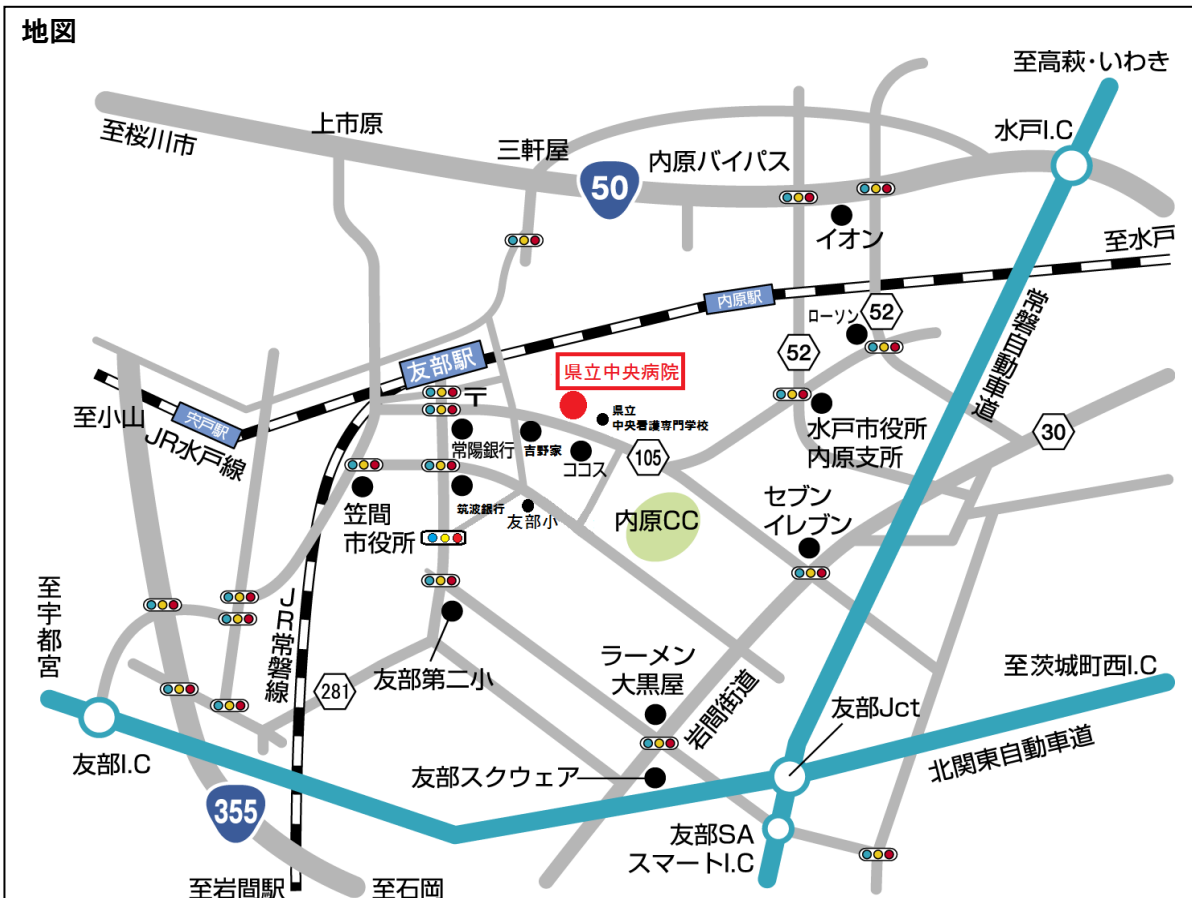 地図
至高萩・いわき
至桜川市
上市原
三軒屋
50
内原バイパス
水戸I.C
イオン
至水戸
内原駅
ローソン
52
52
常磐自動車道
友部駅
県立中央病院
〒
至小山
宍戸駅
JR水戸線
県立
中央看護専門学校
常陽銀行
吉野家
ココス
105
水戸市役所
内原支所
30
笠間
市役所
筑波銀行
友部小
内原CC
セブン
イレブン
至宇都宮
JR常磐線
友部第二小
281
ラーメン
大黒屋
岩間街道
至茨城町西I.C
友部Jct
北関東自動車道
友部I.C
友部スクウェア
355
友部SA
スマートI.C
至岩間駅
至石岡